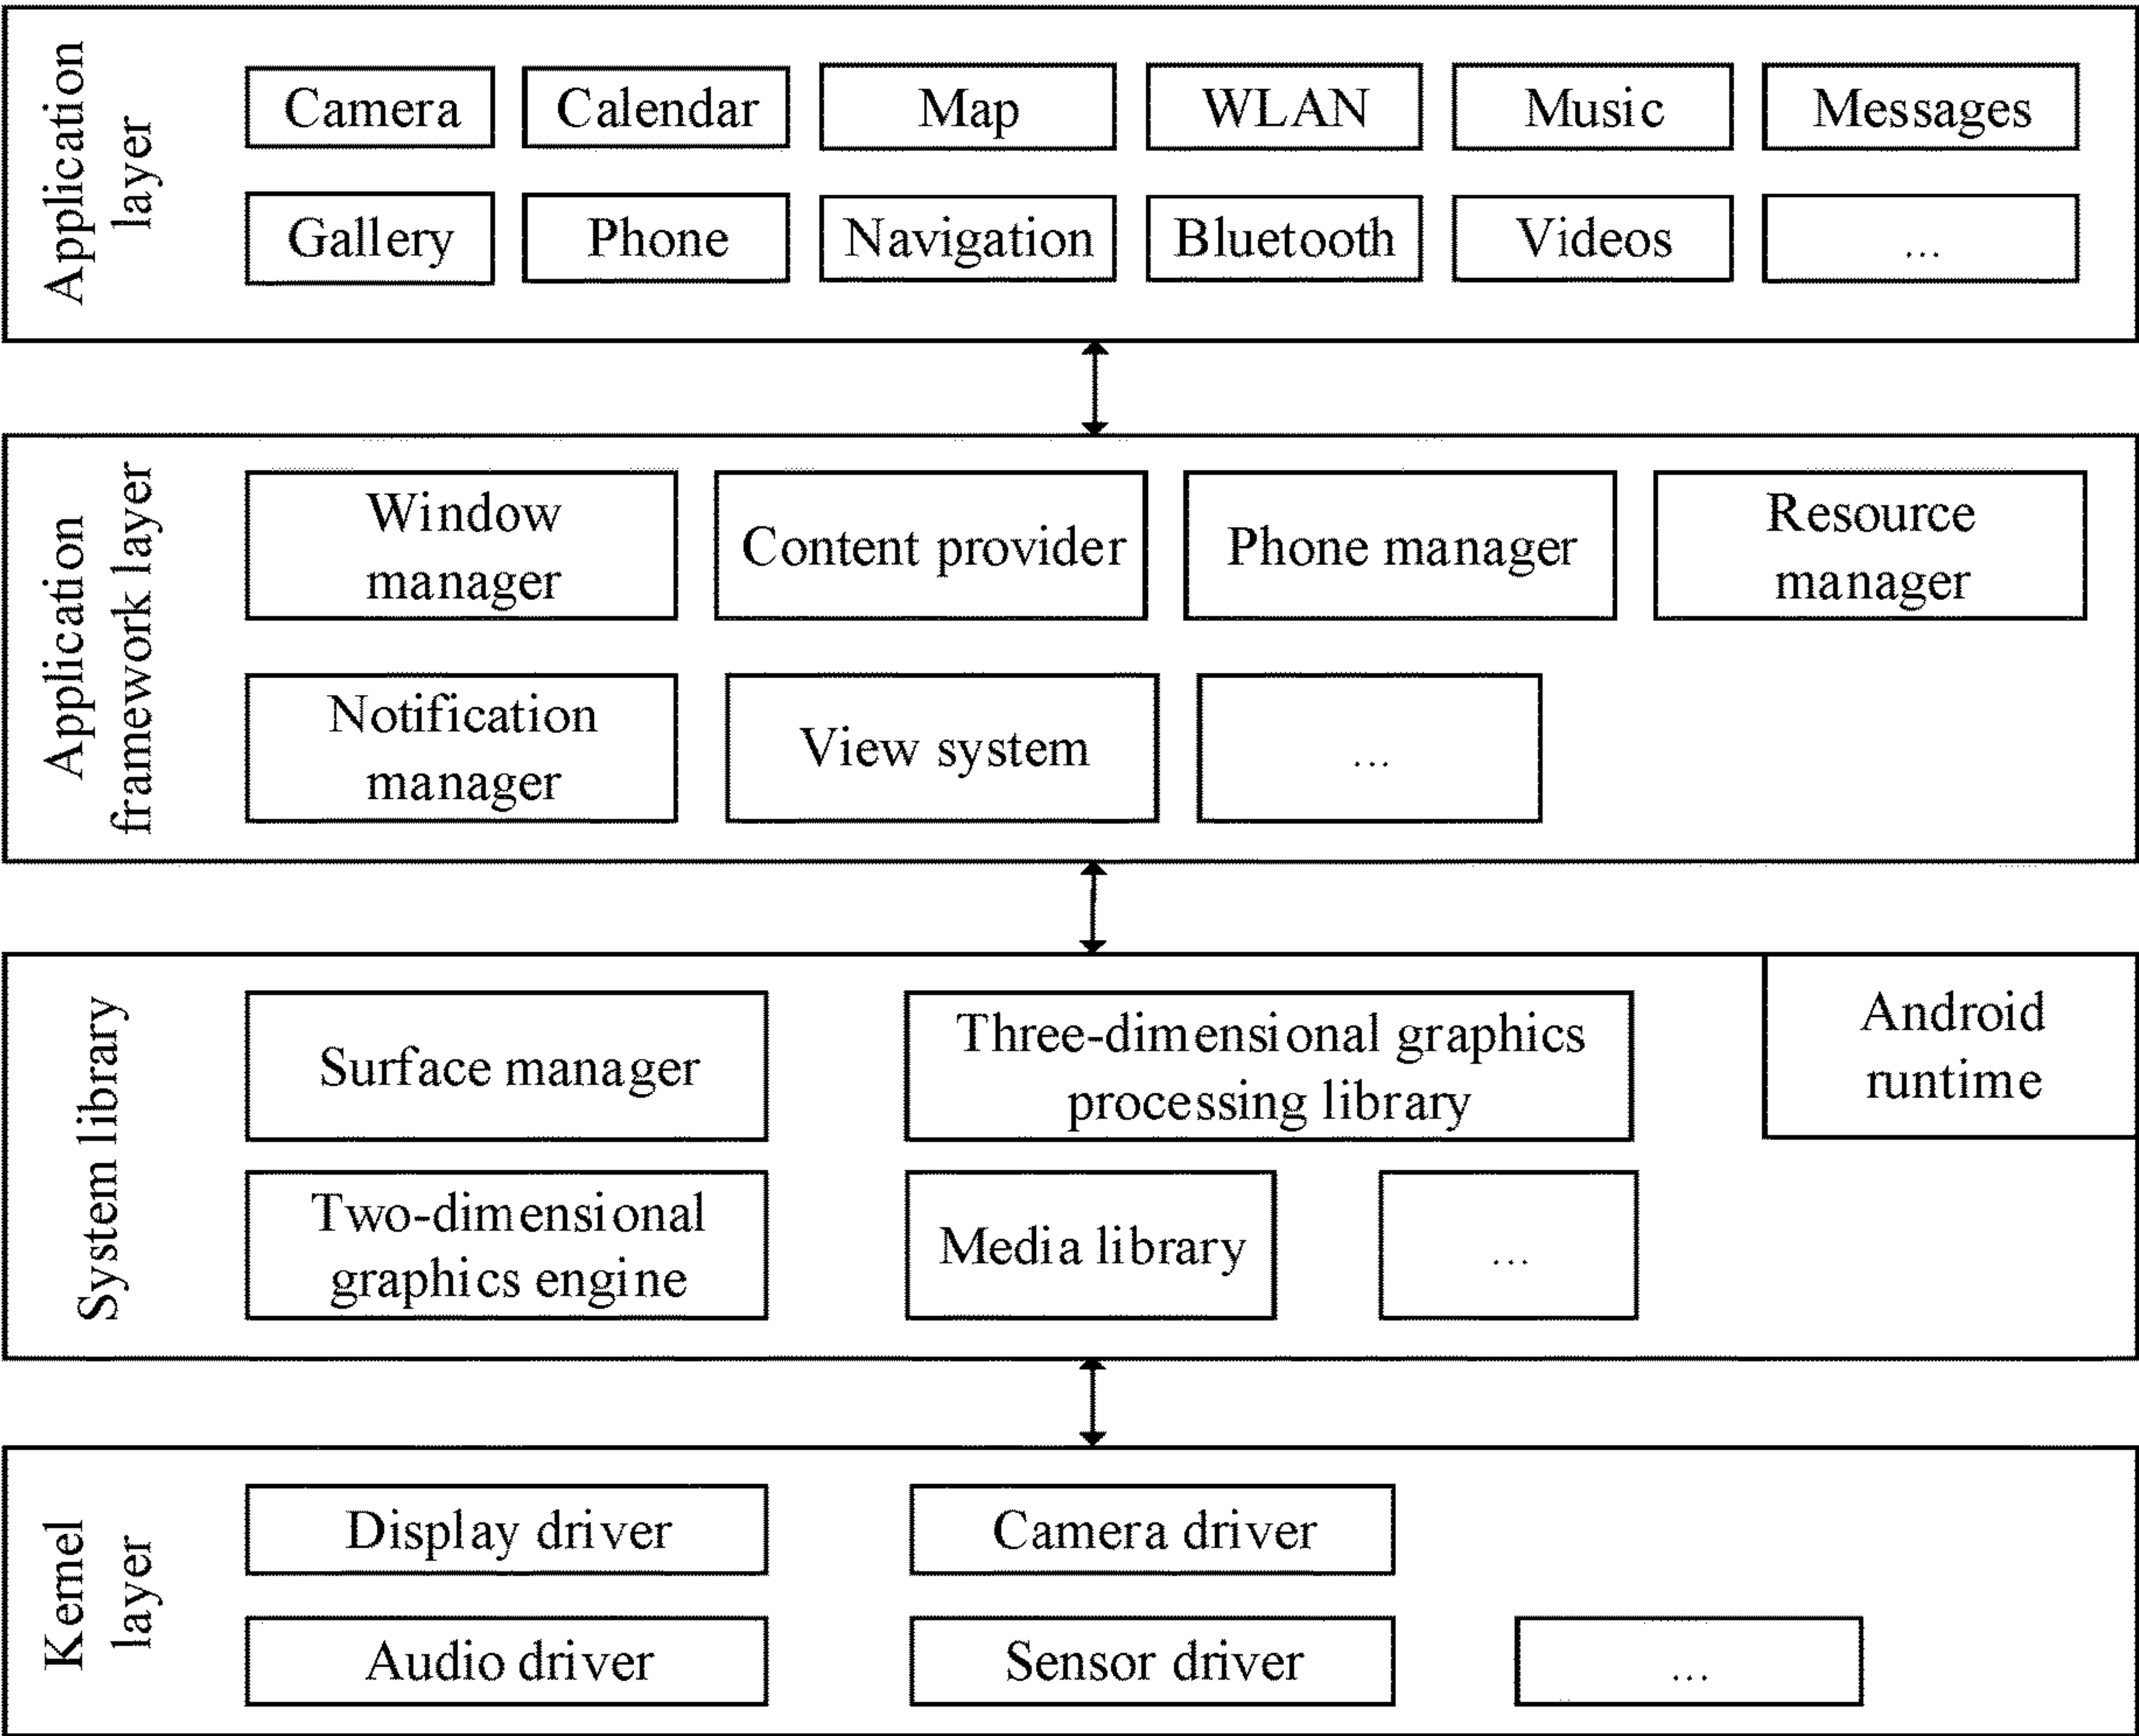 Application
layer
Camera
Calendar
Map
WLAN
Music
Messages
Gallery
Phone
Navigation
Bluetooth
Videos
...
Application
framework layer
Window
manager
Content provider
Phone manager
Resource
manager
Notification
manager
View system
...
System library
Surface manager
Three-dimensional graphics
processing library
Android
runtime
Two-dimensional
graphics engine
Media library
...
Kernel
layer
Display driver
Camera driver
Audio driver
Sensor driver
...